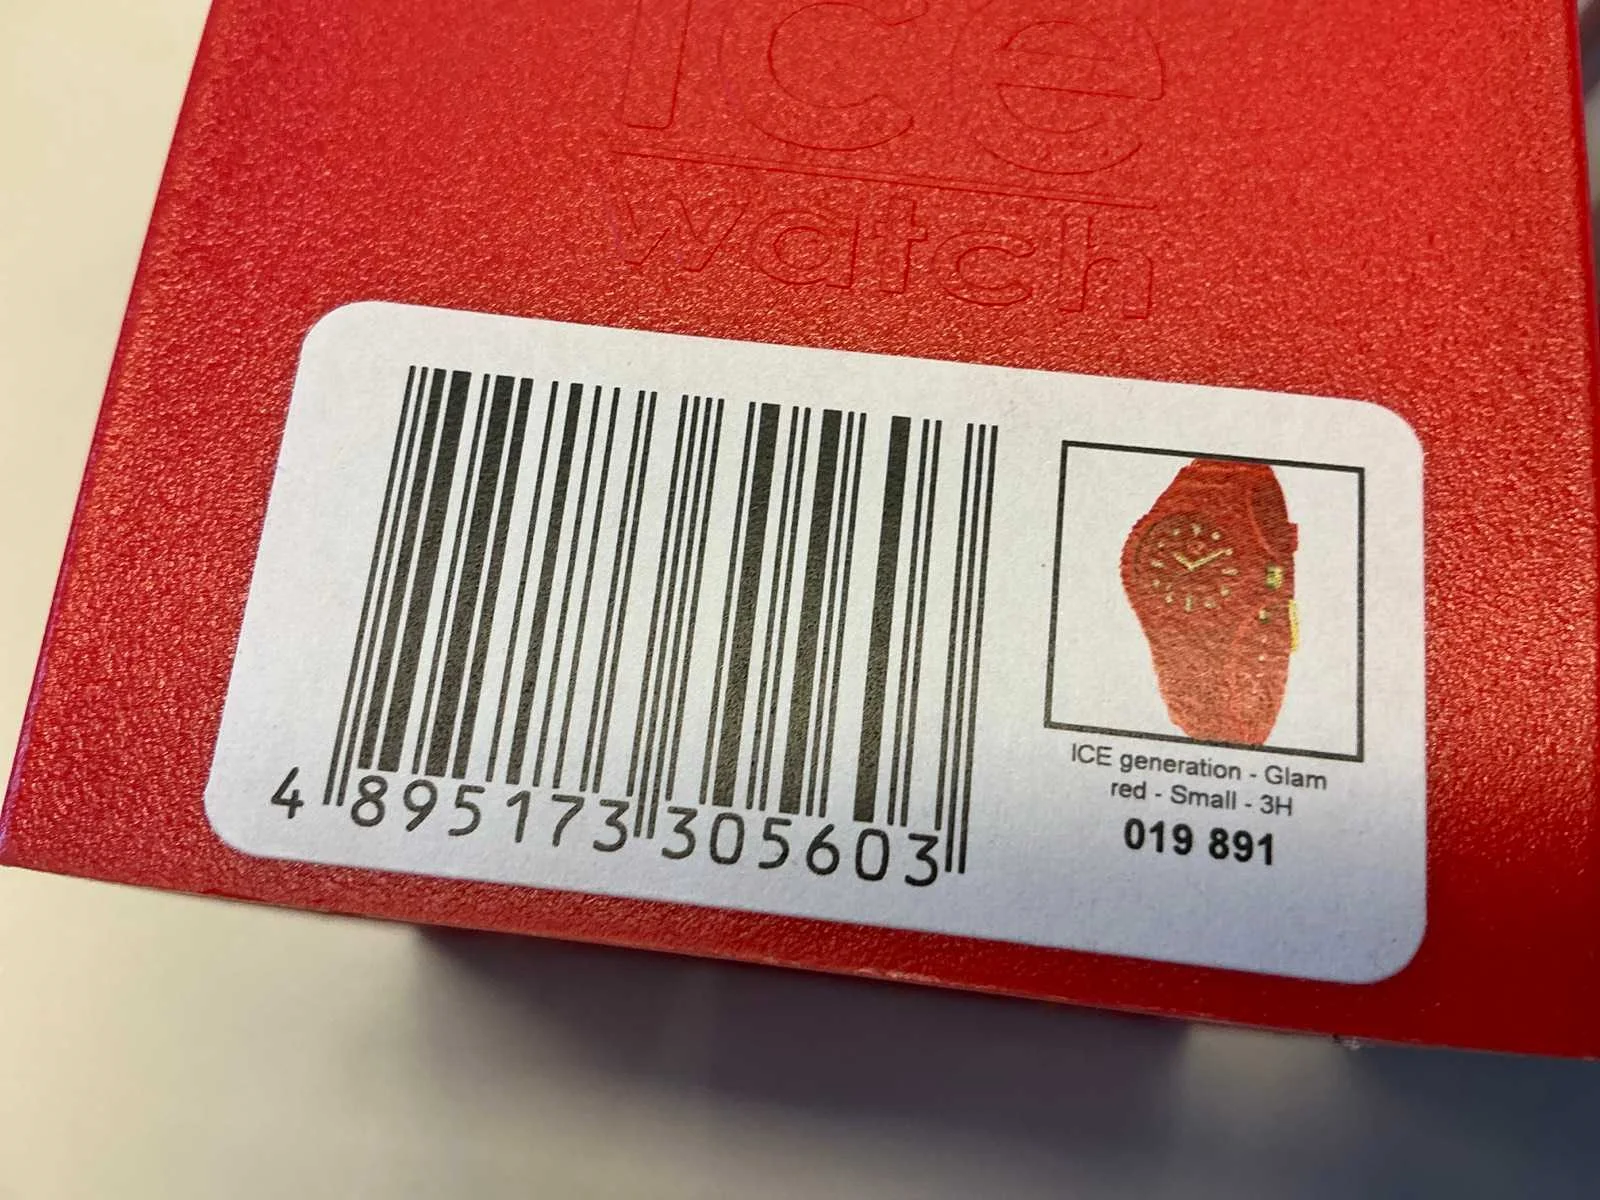 ice
watch
4 895173 305603
ICE generation - Glam
red - Small - 3H
019 891